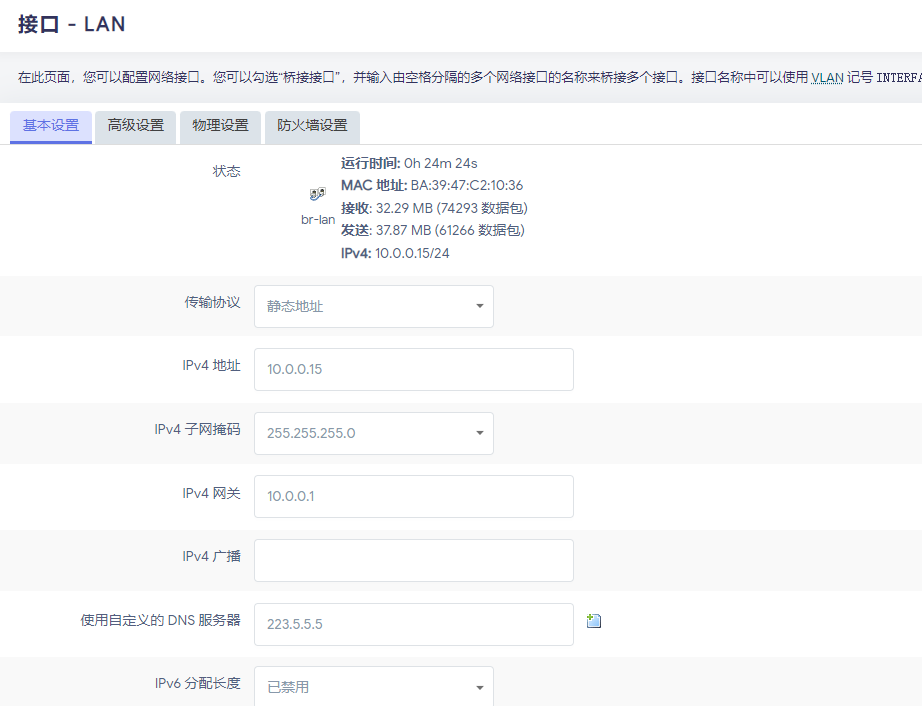 接口 - LAN
在此页面，您可以配置网络接口。您可以勾选“桥接接口”，并输入由空格分隔的多个网络接口的名称来桥接多个接口。接口名称中可以使用 VLAN 记号 INTERFA
基本设置 高级设置 物理设置 防火墙设置
状态
br-lan
运行时间: 0h 24m 24s
MAC 地址: BA:39:47:C2:10:36
接收: 32.29 MB (74293 数据包)
发送: 37.87 MB (61266 数据包)
IPv4: 10.0.0.15/24
传输协议 静态地址
IPv4 地址 10.0.0.15
IPv4 子网掩码 255.255.255.0
IPv4 网关 10.0.0.1
IPv4 广播
使用自定义的 DNS 服务器 223.5.5.5
IPv6 分配长度 已禁用